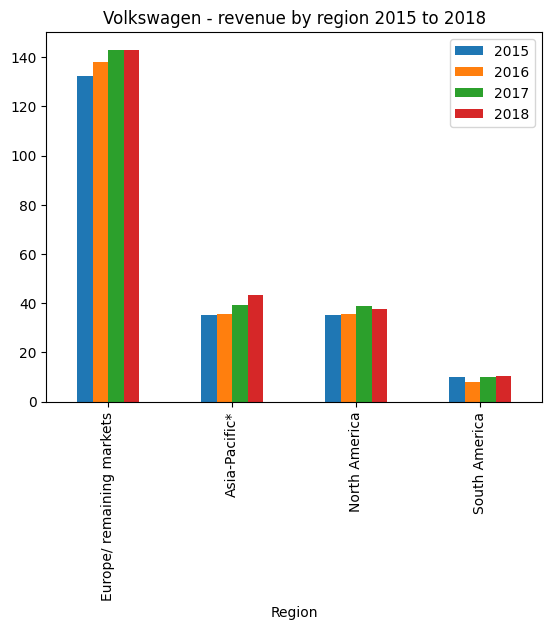 Volkswagen - revenue by region 2015 to 2018
2015
2016
2017
2018
140
120
100
80
60
40
20
0
Europe/ remaining markets
Asia-Pacific*
North America
South America
Region